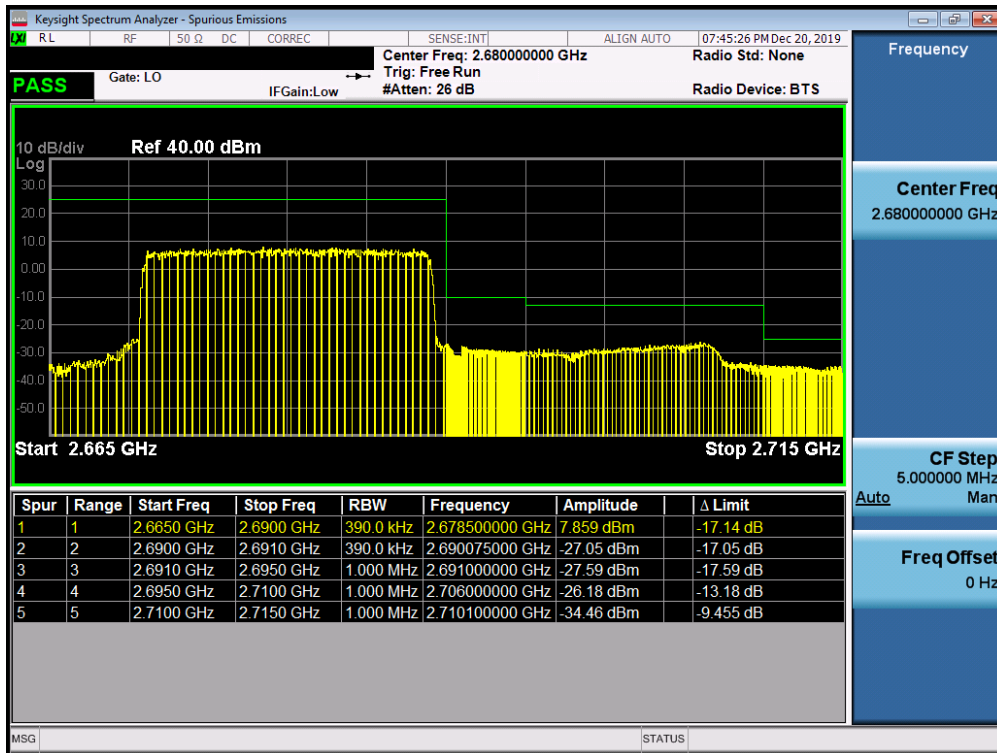 Keysight Spectrum Analyzer - Spurious Emissions
LXI RL RF 50 Ω DC CORREC SENSE:INT ALIGN AUTO 07:45:26 PM Dec 20, 2019
Center Freq: 2.680000000 GHz Radio Std: None
PASS Gate: LO Trig: Free Run
IFGain:Low #Atten: 26 dB Radio Device: BTS
10 dB/div Ref 40.00 dBm
Log
30.0
20.0
10.0
0.00
-10.0
-20.0
-30.0
-40.0
-50.0
Start 2.665 GHz Stop 2.715 GHz
Spur Range Start Freq Stop Freq RBW Frequency Amplitude Δ Limit
1 1 2.6650 GHz 2.6900 GHz 390.0 kHz 2.678500000 GHz 7.859 dBm -17.14 dB
2 2 2.6900 GHz 2.6910 GHz 390.0 kHz 2.690075000 GHz -27.05 dBm -17.05 dB
3 3 2.6910 GHz 2.6950 GHz 1.000 MHz 2.691000000 GHz -27.59 dBm -17.59 dB
4 4 2.6950 GHz 2.7100 GHz 1.000 MHz 2.706000000 GHz -26.18 dBm -13.18 dB
5 5 2.7100 GHz 2.7150 GHz 1.000 MHz 2.710100000 GHz -34.46 dBm -9.455 dB
Frequency
Center Freq
2.680000000 GHz
CF Step
5.000000 MHz
Auto Man
Freq Offset
0 Hz
MSG STATUS